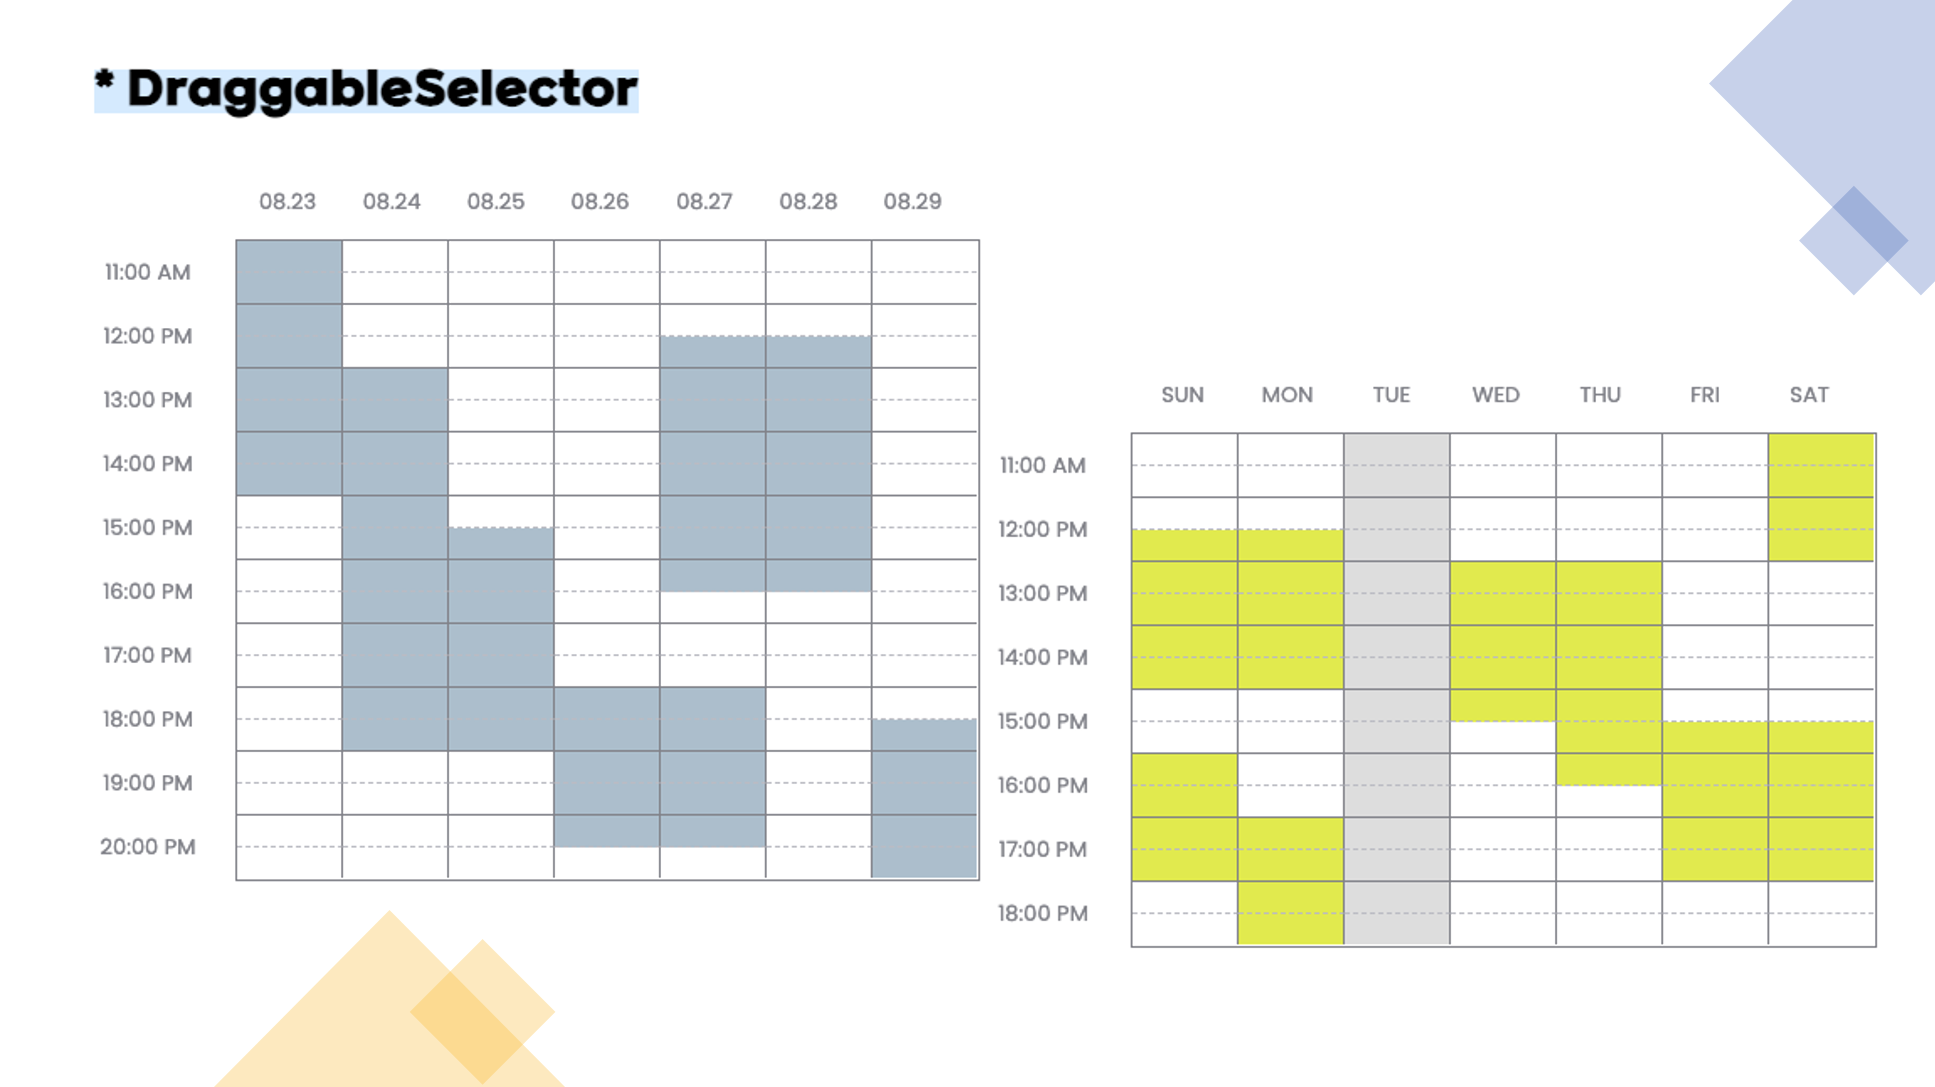 * DraggableSelector
08.23 08.24 08.25 08.26 08.27 08.28 08.29
11:00 AM
12:00 PM
13:00 PM
14:00 PM
15:00 PM
16:00 PM
17:00 PM
18:00 PM
19:00 PM
20:00 PM
SUN MON TUE WED THU FRI SAT
11:00 AM
12:00 PM
13:00 PM
14:00 PM
15:00 PM
16:00 PM
17:00 PM
18:00 PM